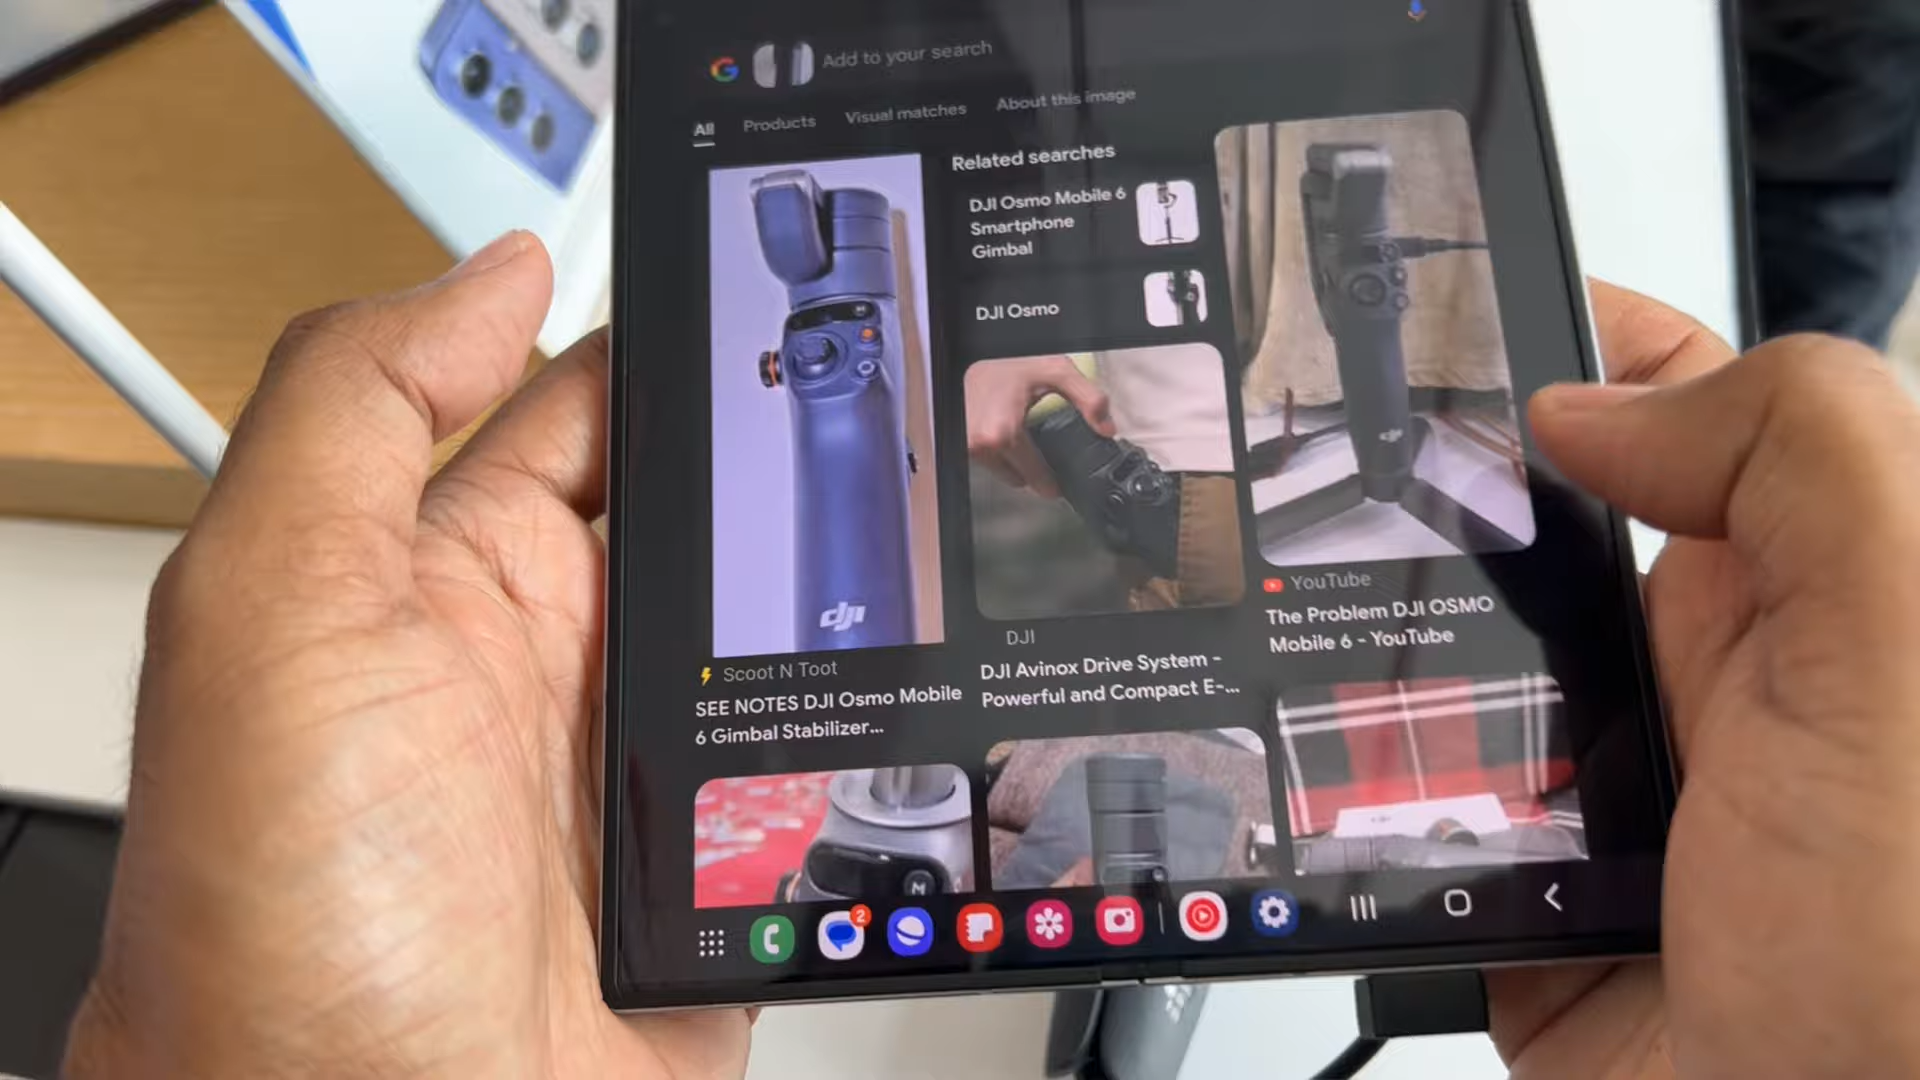 Add to your search
All Products Visual matches About this image
Related searches
DJI Osmo Mobile 6
Smartphone
Gimbal
DJI Osmo
dji
Scoot N Toot
SEE NOTES DJI Osmo Mobile
6 Gimbal Stabilizer...
DJI
DJI Avinox Drive System -
Powerful and Compact E-...
dji
YouTube
The Problem DJI OSMO
Mobile 6 - YouTube
M
2